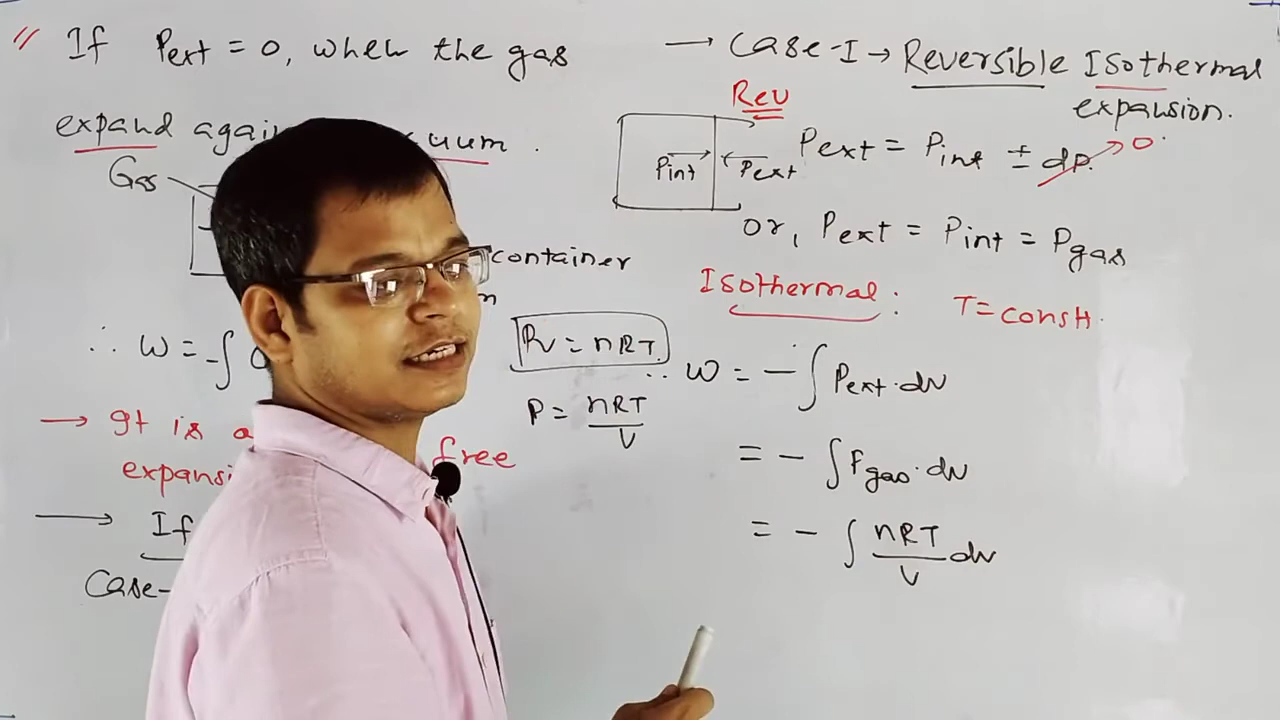 // If Pext = 0, when the gas
expand again uum .
Gas
container
∴ W = -∫ 0
→ It is a free
expansi
→ If
Case-
PV = nRT
P = nRT/V
→ Case-I → Reversible Isothermal
expansion.
Rev
Pint Pext
Pext = Pint ± dP → 0
or, Pext = Pint = Pgas
Isothermal : T = const.
∴ W = - ∫ Pext · dv
= - ∫ Pgas · dv
= - ∫ nRT/V dv